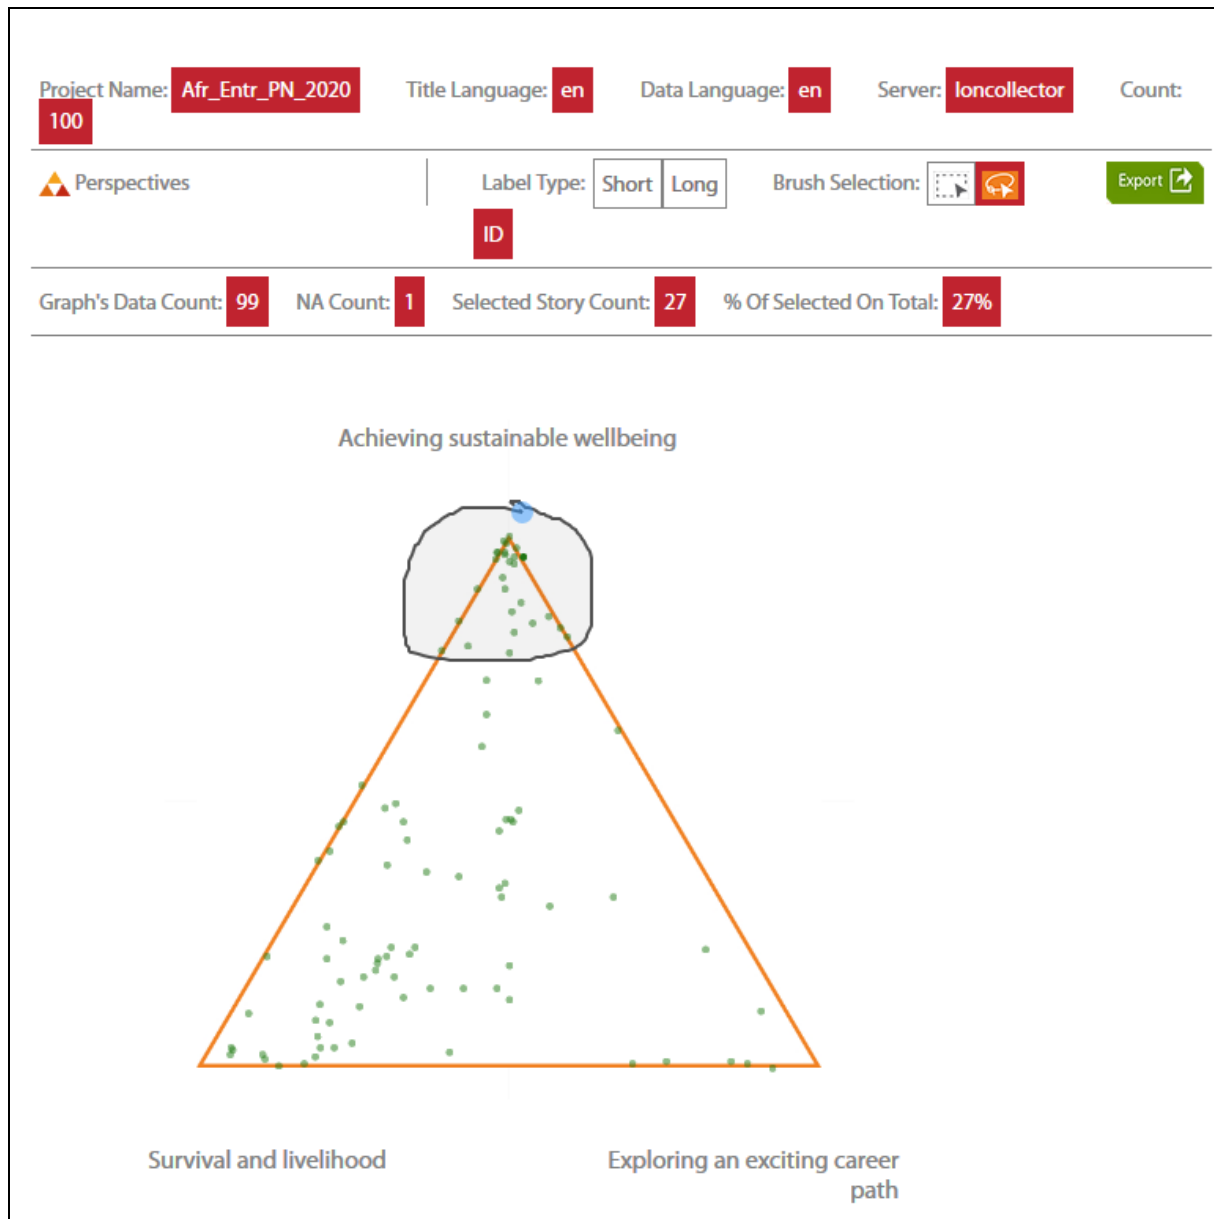 Project Name: Afr_Entr_PN_2020 Title Language: en Data Language: en Server: loncollector Count:
100
Perspectives Label Type: Short Long Brush Selection: Export
ID
Graph's Data Count: 99 NA Count: 1 Selected Story Count: 27 % Of Selected On Total: 27%
Achieving sustainable wellbeing
Survival and livelihood Exploring an exciting career
path